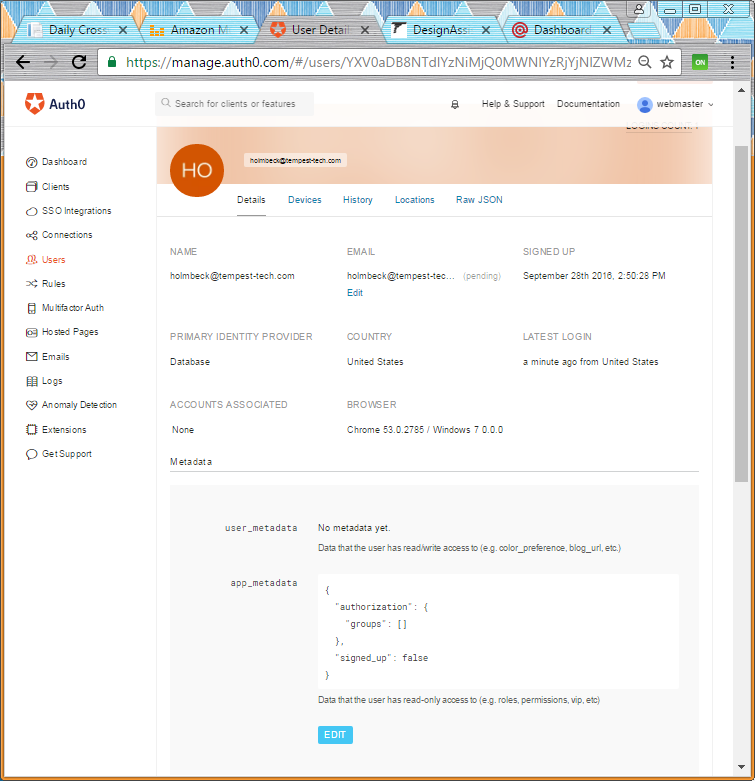 Daily Cross
Amazon M
User Detail
DesignAssi
Dashboard
https://manage.auth0.com/#/users/
ON
Auth0
Search for clients or features
Help & Support
Documentation
webmaster
LOGINS COUNT:
HO
holmbeck@tempest-tech.com
Dashboard
Clients
SSO Integrations
Connections
Users
Rules
Multifactor Auth
Hosted Pages
Emails
Logs
Anomaly Detection
Extensions
Get Support
Details Devices History Locations Raw JSON
NAME
holmbeck@tempest-tech.com
EMAIL
holmbeck@tempest-tec... (pending)
Edit
SIGNED UP
September 28th 2016, 2:50:28 PM
PRIMARY IDENTITY PROVIDER
Database
COUNTRY
United States
LATEST LOGIN
a minute ago from United States
ACCOUNTS ASSOCIATED
None
BROWSER
Chrome 53.0.2785 / Windows 7 0.0.0
Metadata
user_metadata
No metadata yet.
Data that the user has read/write access to (e.g. color_preference, blog_url, etc.)
app_metadata
{
"authorization": {
"groups": []
},
"signed_up": false
}
Data that the user has read-only access to (e.g. roles, permissions, vip, etc)
EDIT